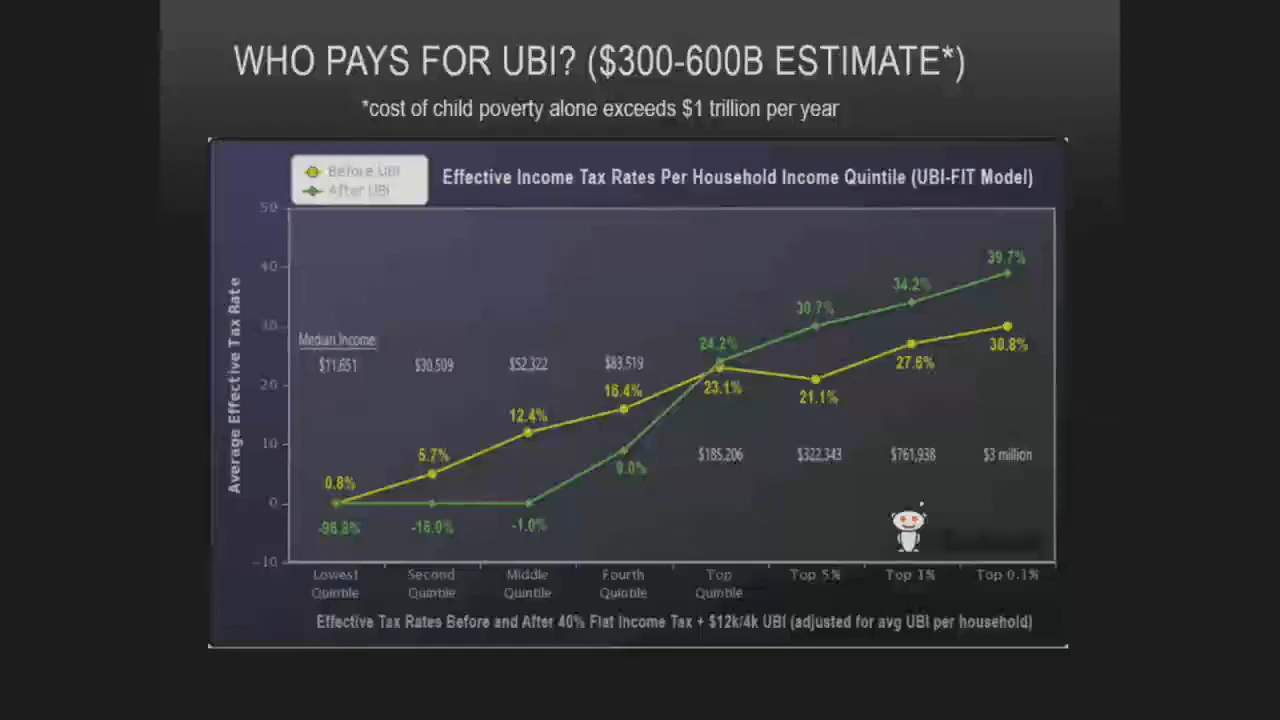 WHO PAYS FOR UBI? ($300-600B ESTIMATE*)
*cost of child poverty alone exceeds $1 trillion per year
Before UBI
After UBI
Effective Income Tax Rates Per Household Income Quintile (UBI-FIT Model)
Average Effective Tax Rate
50
40
30
20
10
0
-10
Median Income:
$11,651 $30,509 $52,322 $83,519
$185,206 $322,343 $761,938 $3 million
0.8% 5.7% 12.4% 16.4% 23.1% 21.1% 27.6% 30.8%
-96.8% -16.0% -1.0% 9.0% 24.2% 30.7% 34.2% 39.7%
Lowest Quintile
Second Quintile
Middle Quintile
Fourth Quintile
Top Quintile
Top 5%
Top 1%
Top 0.1%
Effective Tax Rates Before and After 40% Flat Income Tax + $12k/4k UBI (adjusted for avg UBI per household)